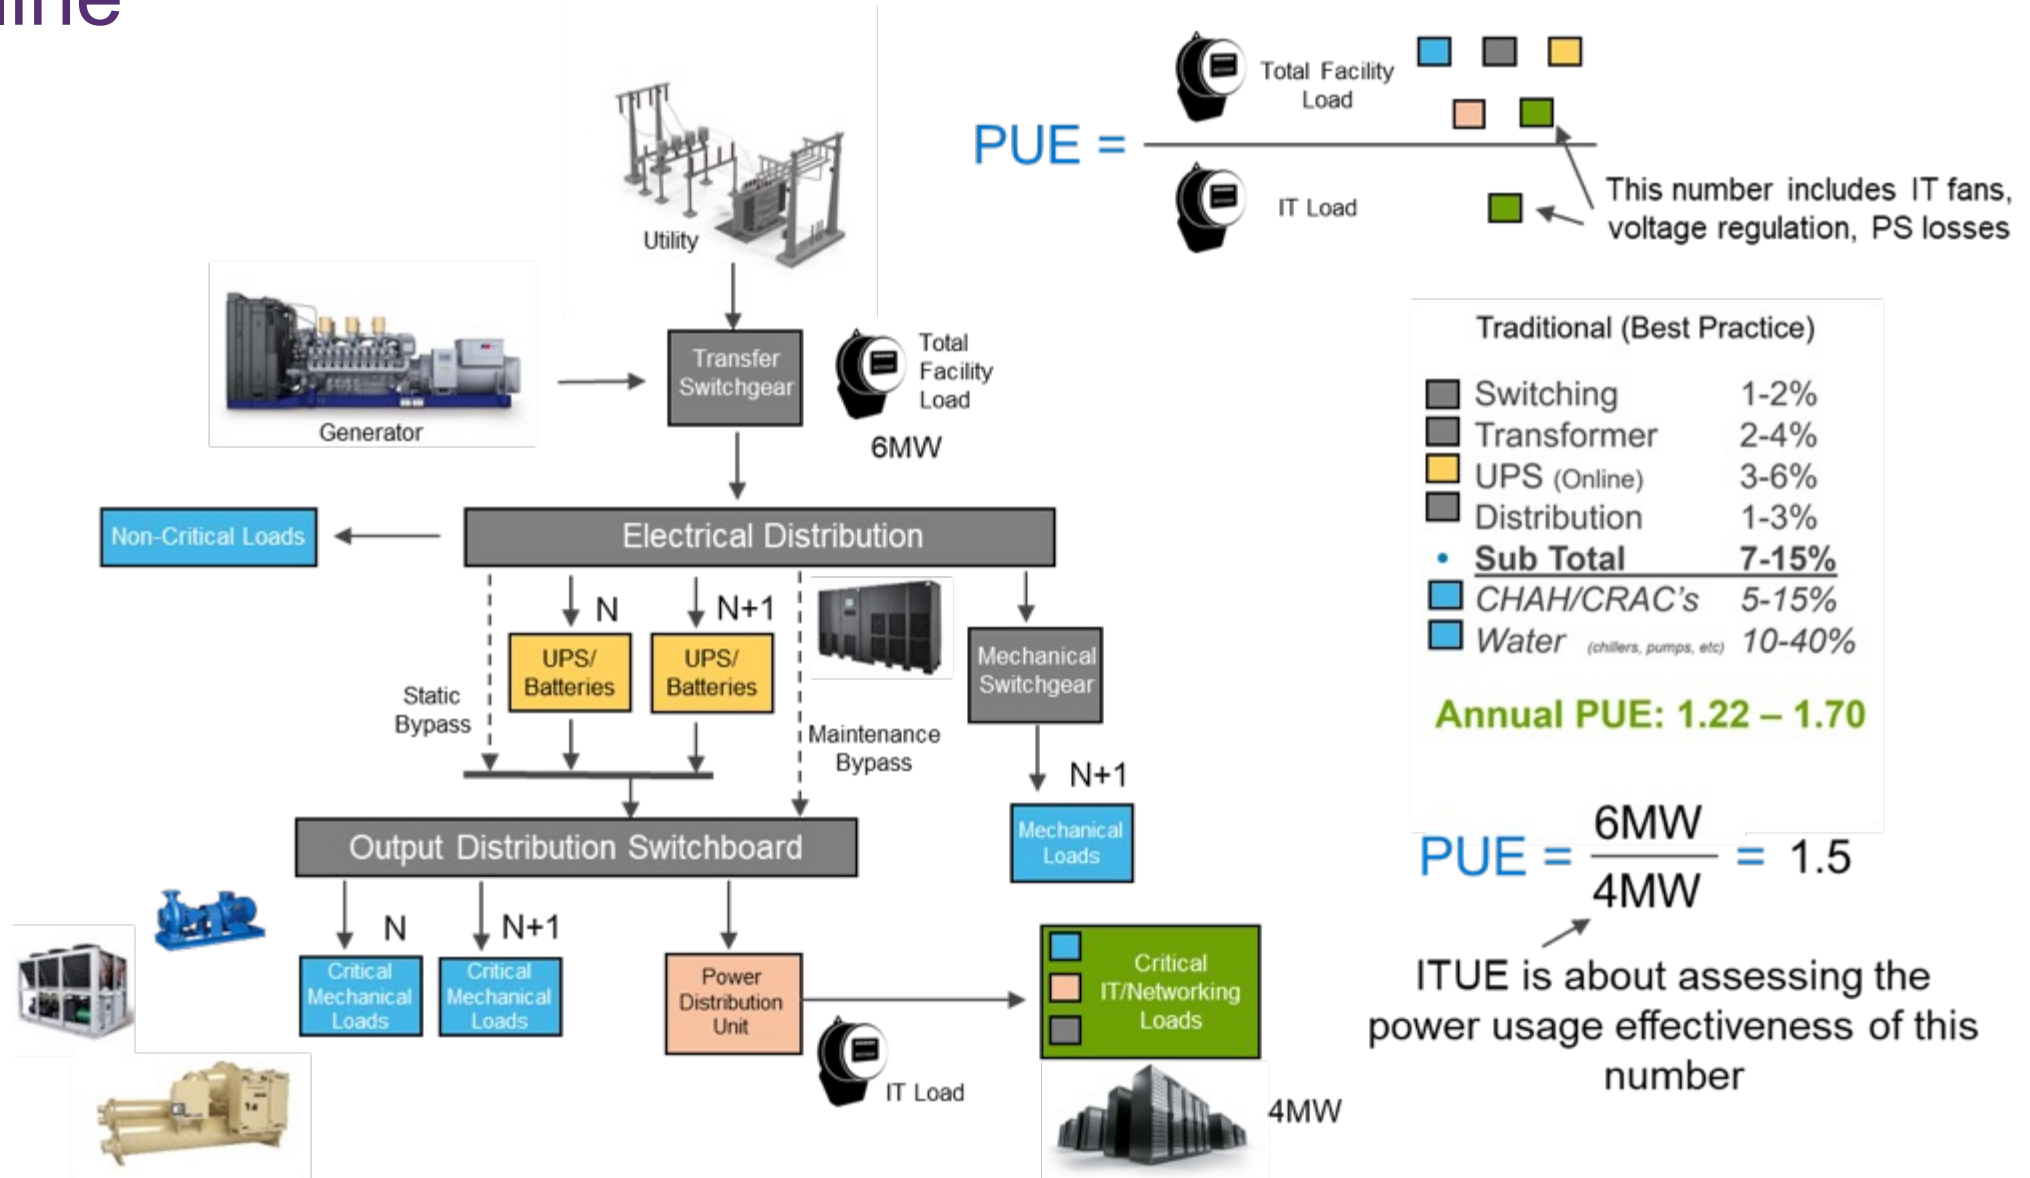 Utility
Generator
Transfer
Switchgear
Total
Facility
Load
6MW
Non-Critical Loads
Electrical Distribution
N
N+1
UPS/
Batteries
UPS/
Batteries
Static
Bypass
Maintenance
Bypass
Mechanical
Switchgear
N+1
Mechanical
Loads
Output Distribution Switchboard
N
N+1
Critical
Mechanical
Loads
Critical
Mechanical
Loads
Power
Distribution
Unit
IT Load
Critical
IT/Networking
Loads
4MW
PUE =
Total Facility
Load
IT Load
This number includes IT fans,
voltage regulation, PS losses
Traditional (Best Practice)
Switching 1-2%
Transformer 2-4%
UPS (Online) 3-6%
Distribution 1-3%
• Sub Total 7-15%
CHAH/CRAC's 5-15%
Water (chillers, pumps, etc) 10-40%
Annual PUE: 1.22 – 1.70
PUE = 6MW
4MW
= 1.5
ITUE is about assessing the
power usage effectiveness of this
number